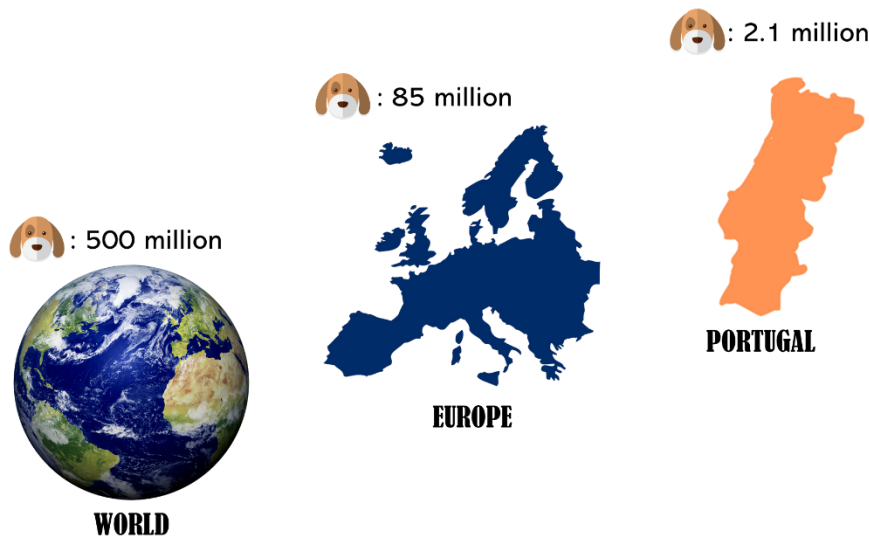 : 2.1 million
: 85 million
: 500 million
PORTUGAL
EUROPE
WORLD